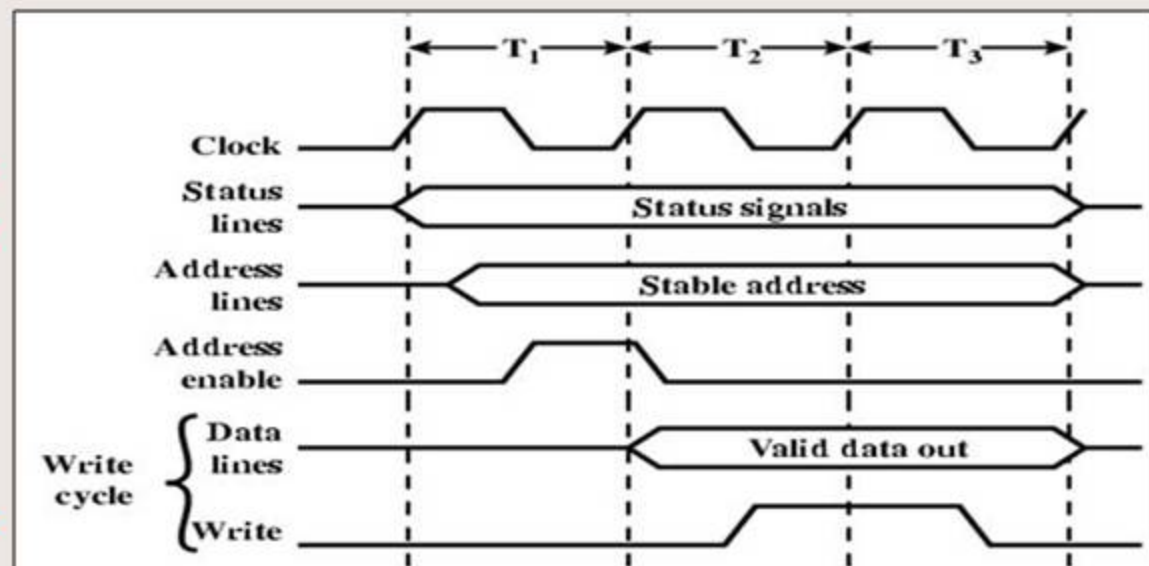 T1 T2 T3
Clock
Status
lines
Status signals
Address
lines
Stable address
Address
enable
Write
cycle
Data
lines
Valid data out
Write